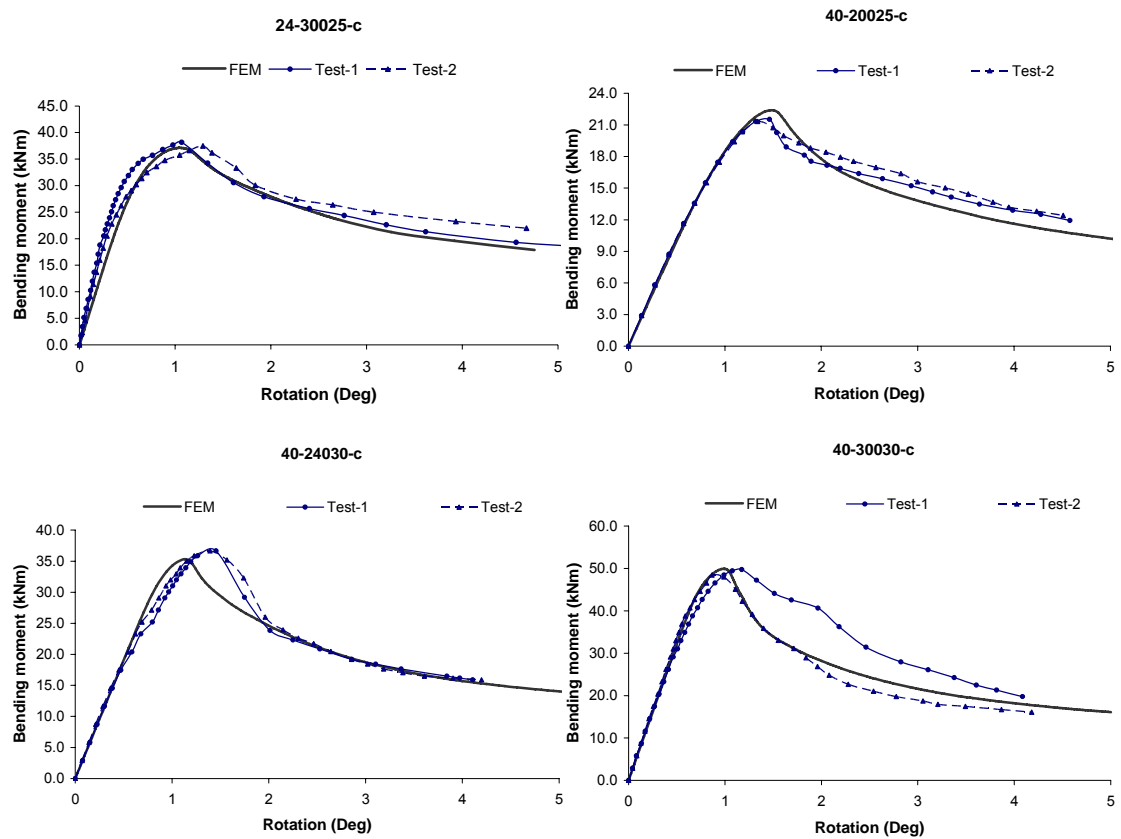 24-30025-c
FEM Test-1 Test-2
45.0
40.0
35.0
30.0
25.0
20.0
15.0
10.0
5.0
0.0
Bending moment (kNm)
0 1 2 3 4 5
Rotation (Deg)
40-20025-c
FEM Test-1 Test-2
24.0
21.0
18.0
15.0
12.0
9.0
6.0
3.0
0.0
Bending moment (kNm)
0 1 2 3 4 5
Rotation (Deg)
40-24030-c
FEM Test-1 Test-2
40.0
35.0
30.0
25.0
20.0
15.0
10.0
5.0
0.0
Bending moment (kNm)
0 1 2 3 4 5
Rotation (Deg)
40-30030-c
FEM Test-1 Test-2
60.0
50.0
40.0
30.0
20.0
10.0
0.0
Bending moment (kNm)
0 1 2 3 4 5
Rotation (Deg)